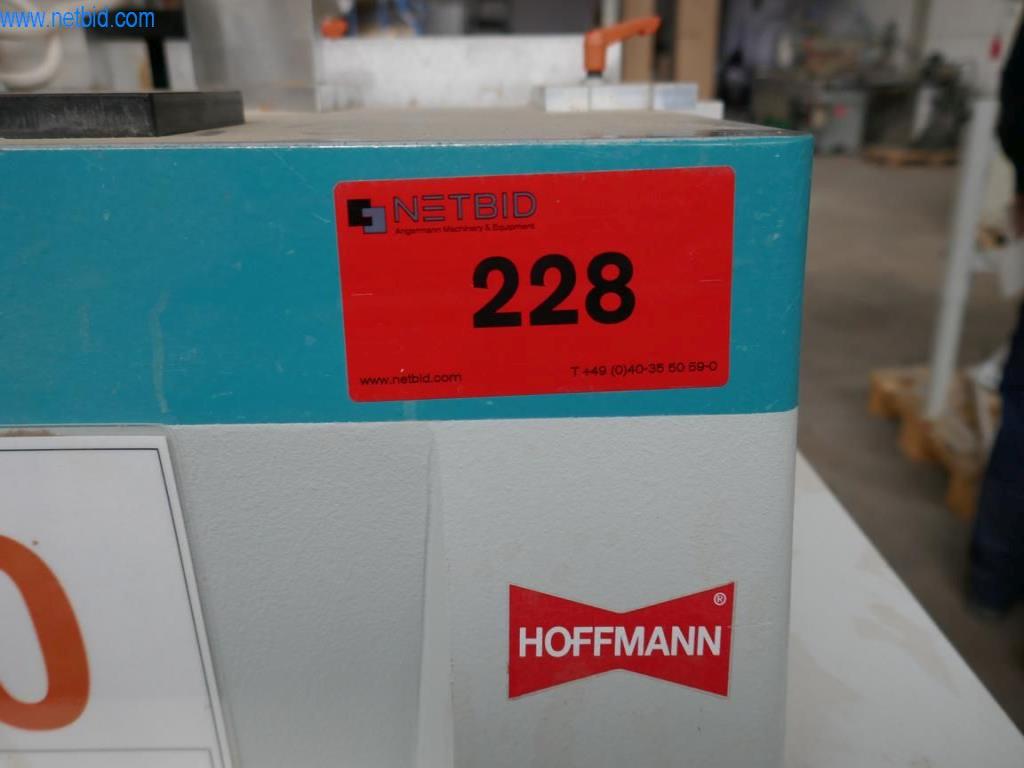 www.netbid.com
NETBID
Angermann Machinery & Equipment
228
www.netbid.com
T +49 (0)40-35 50 59-0
HOFFMANN®
0